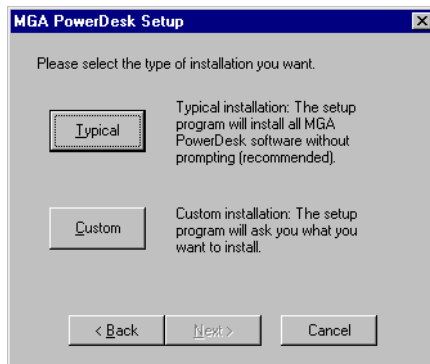 MGA PowerDesk Setup
Please select the type of installation you want.
Typical
Typical installation: The setup
program will install all MGA
PowerDesk software without
prompting (recommended).
Custom
Custom installation: The setup
program will ask you what you
want to install.
< Back
Next >
Cancel